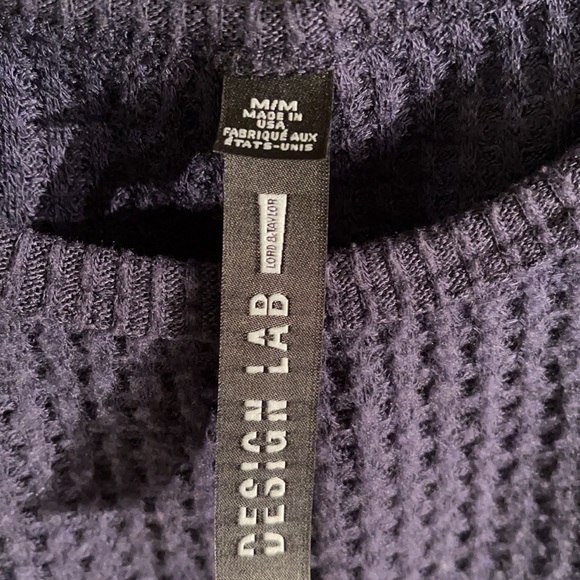 M/M
MADE IN
USA
FABRIQUÉ AUX
ÉTATS-UNIS
LORD & TAYLOR
DESIGN LAB